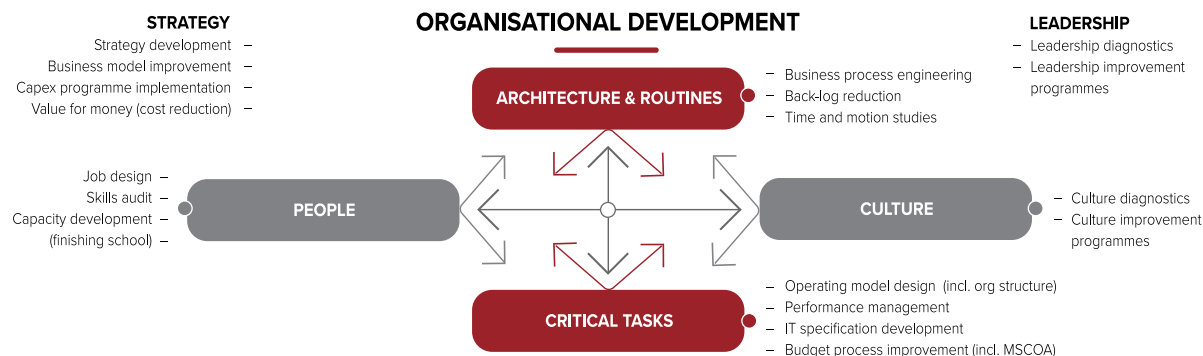 ORGANISATIONAL DEVELOPMENT
STRATEGY
Strategy development –
Business model improvement –
Capex programme implementation –
Value for money (cost reduction) –
LEADERSHIP
– Leadership diagnostics
– Leadership improvement
programmes
ARCHITECTURE & ROUTINES
– Business process engineering
– Back-log reduction
– Time and motion studies
Job design –
Skills audit –
Capacity development –
(finishing school) –
PEOPLE
CULTURE
– Culture diagnostics
– Culture improvement
programmes
CRITICAL TASKS
– Operating model design (incl. org structure)
– Performance management
– IT specification development
– Budget process improvement (incl. MSCOA)